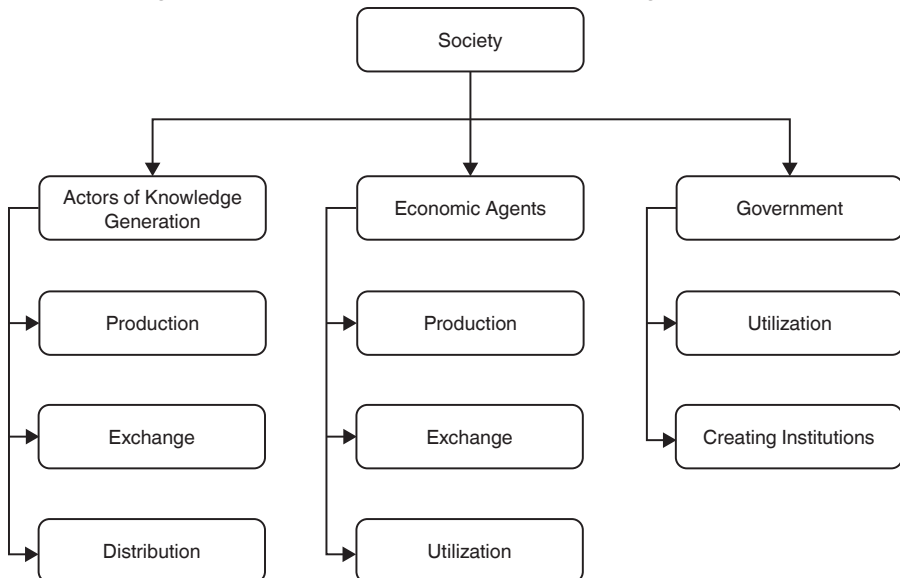 Society
Actors of Knowledge
Generation
Economic Agents
Government
Production
Production
Utilization
Exchange
Exchange
Creating Institutions
Distribution
Utilization